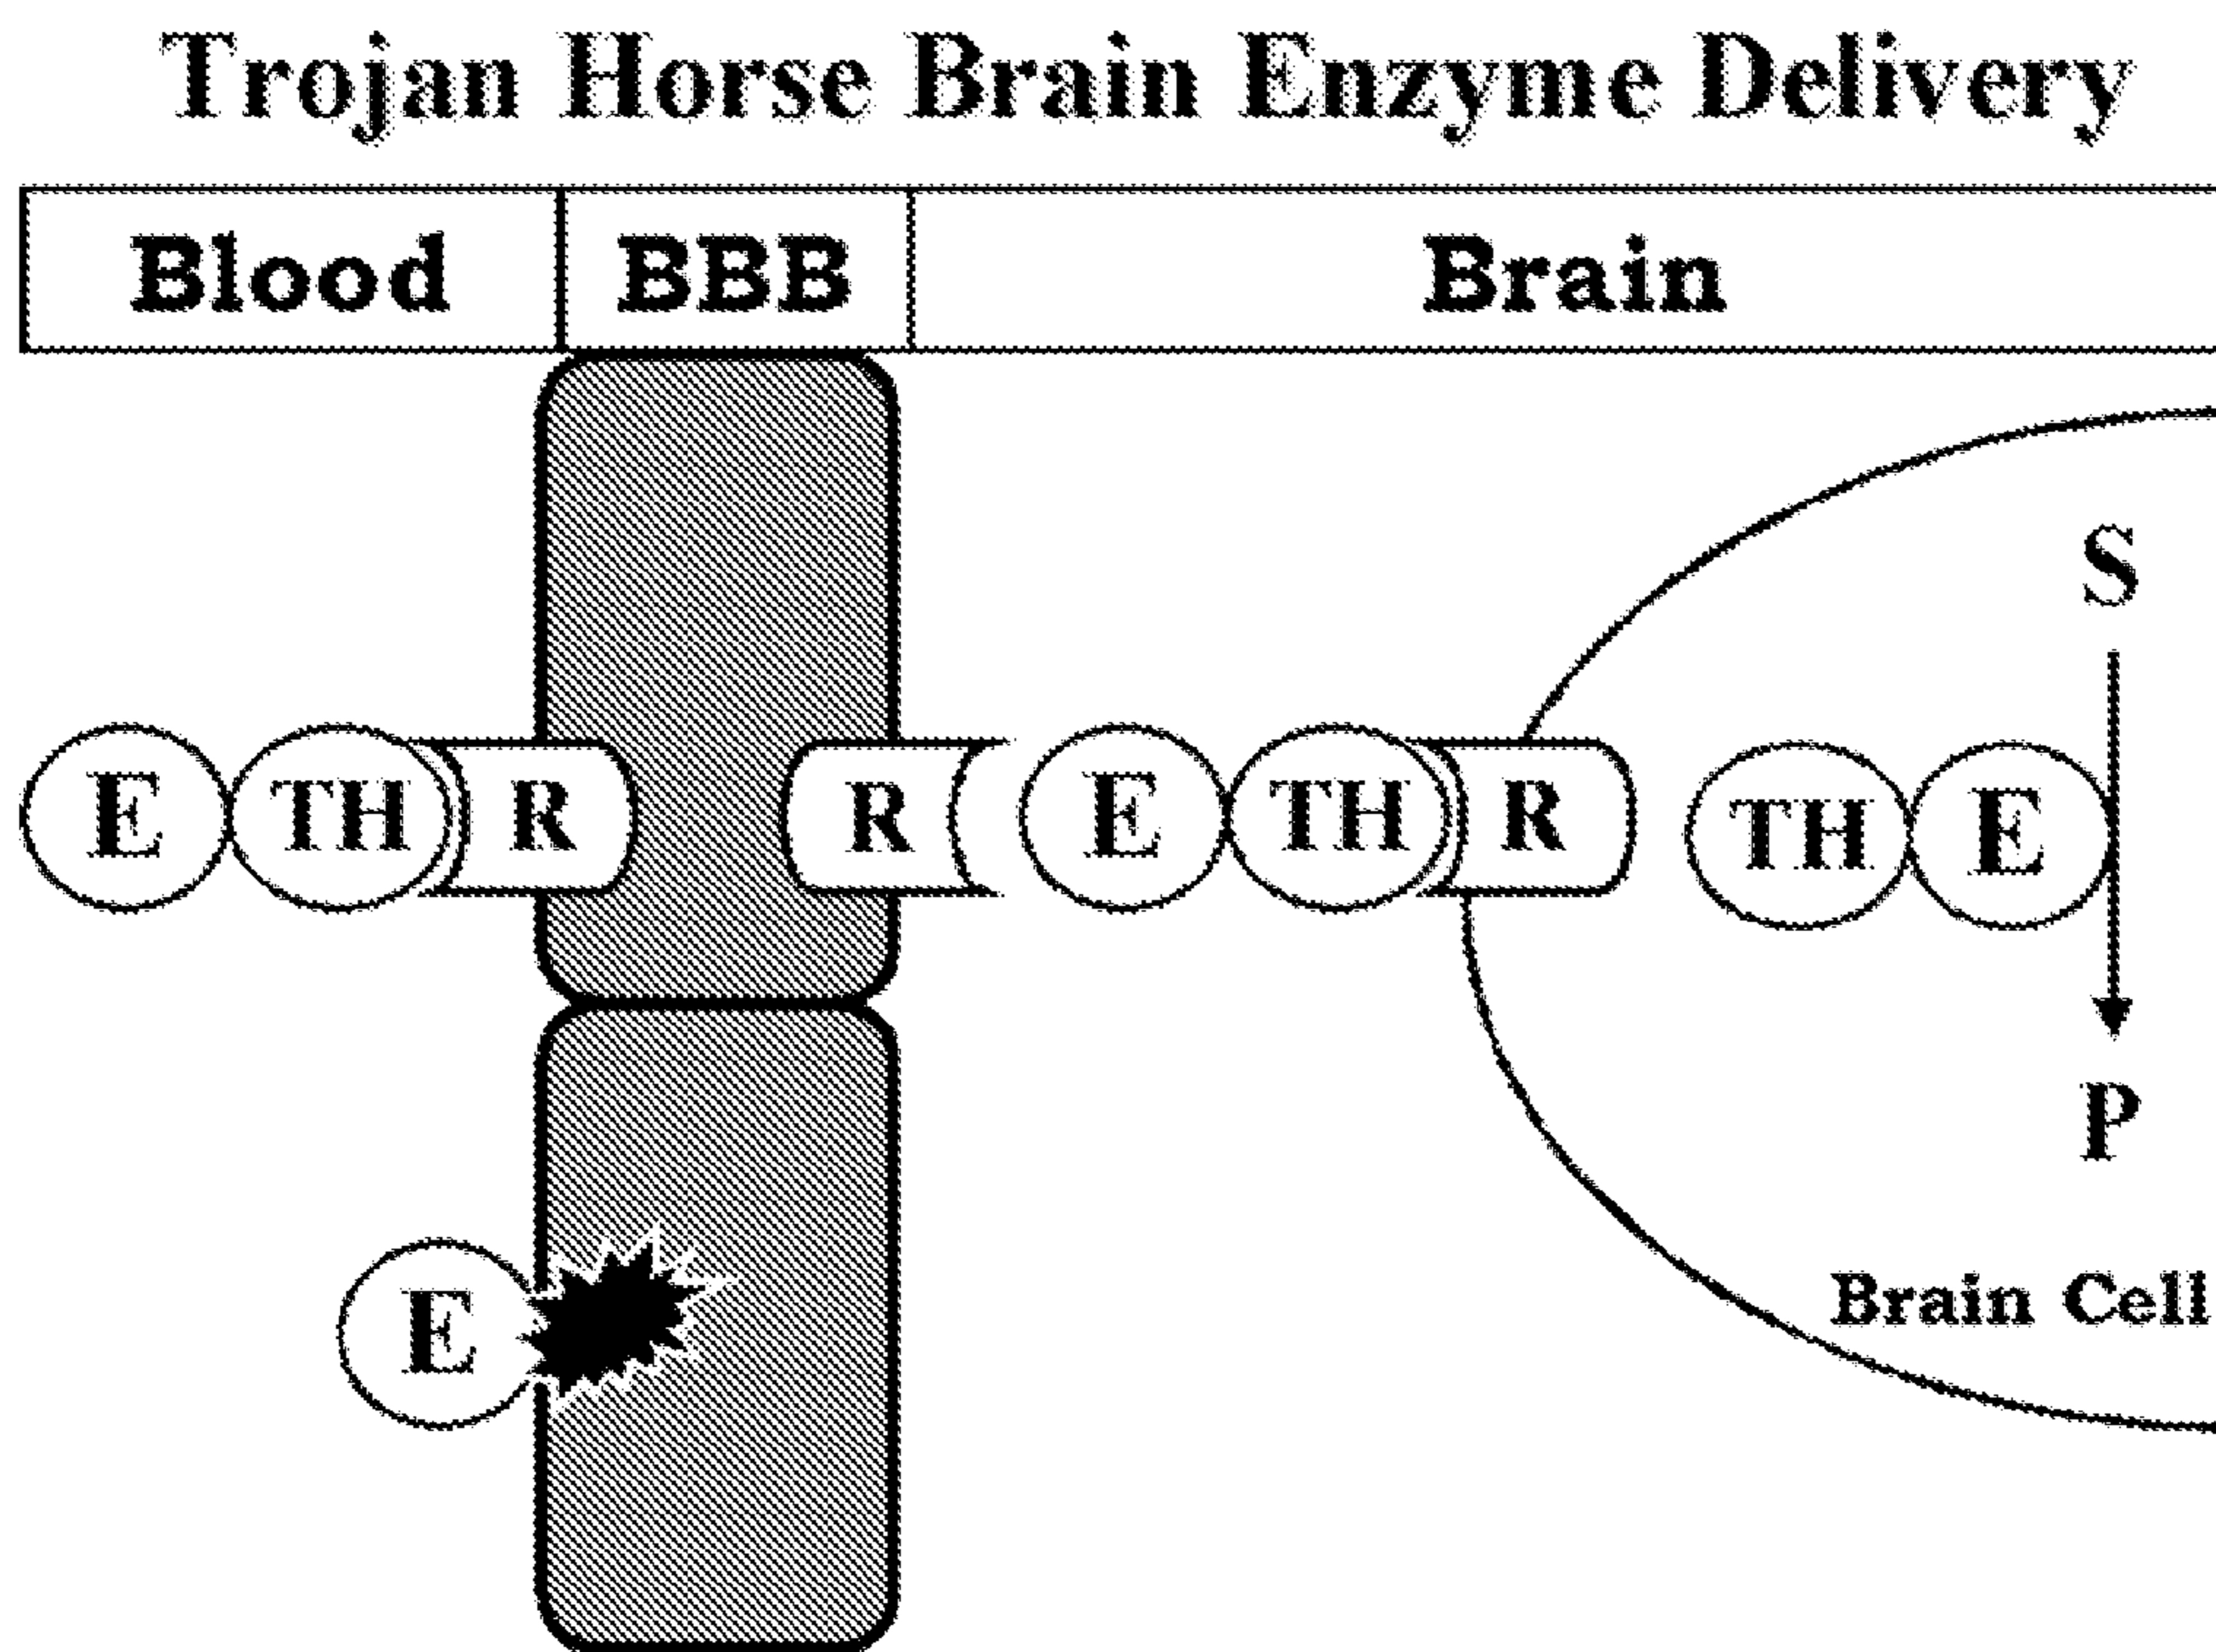 Trojan Horse Brain Enzyme Delivery
Blood BBB Brain
S
E TH R R E TH R TH E
P
E
Brain Cell